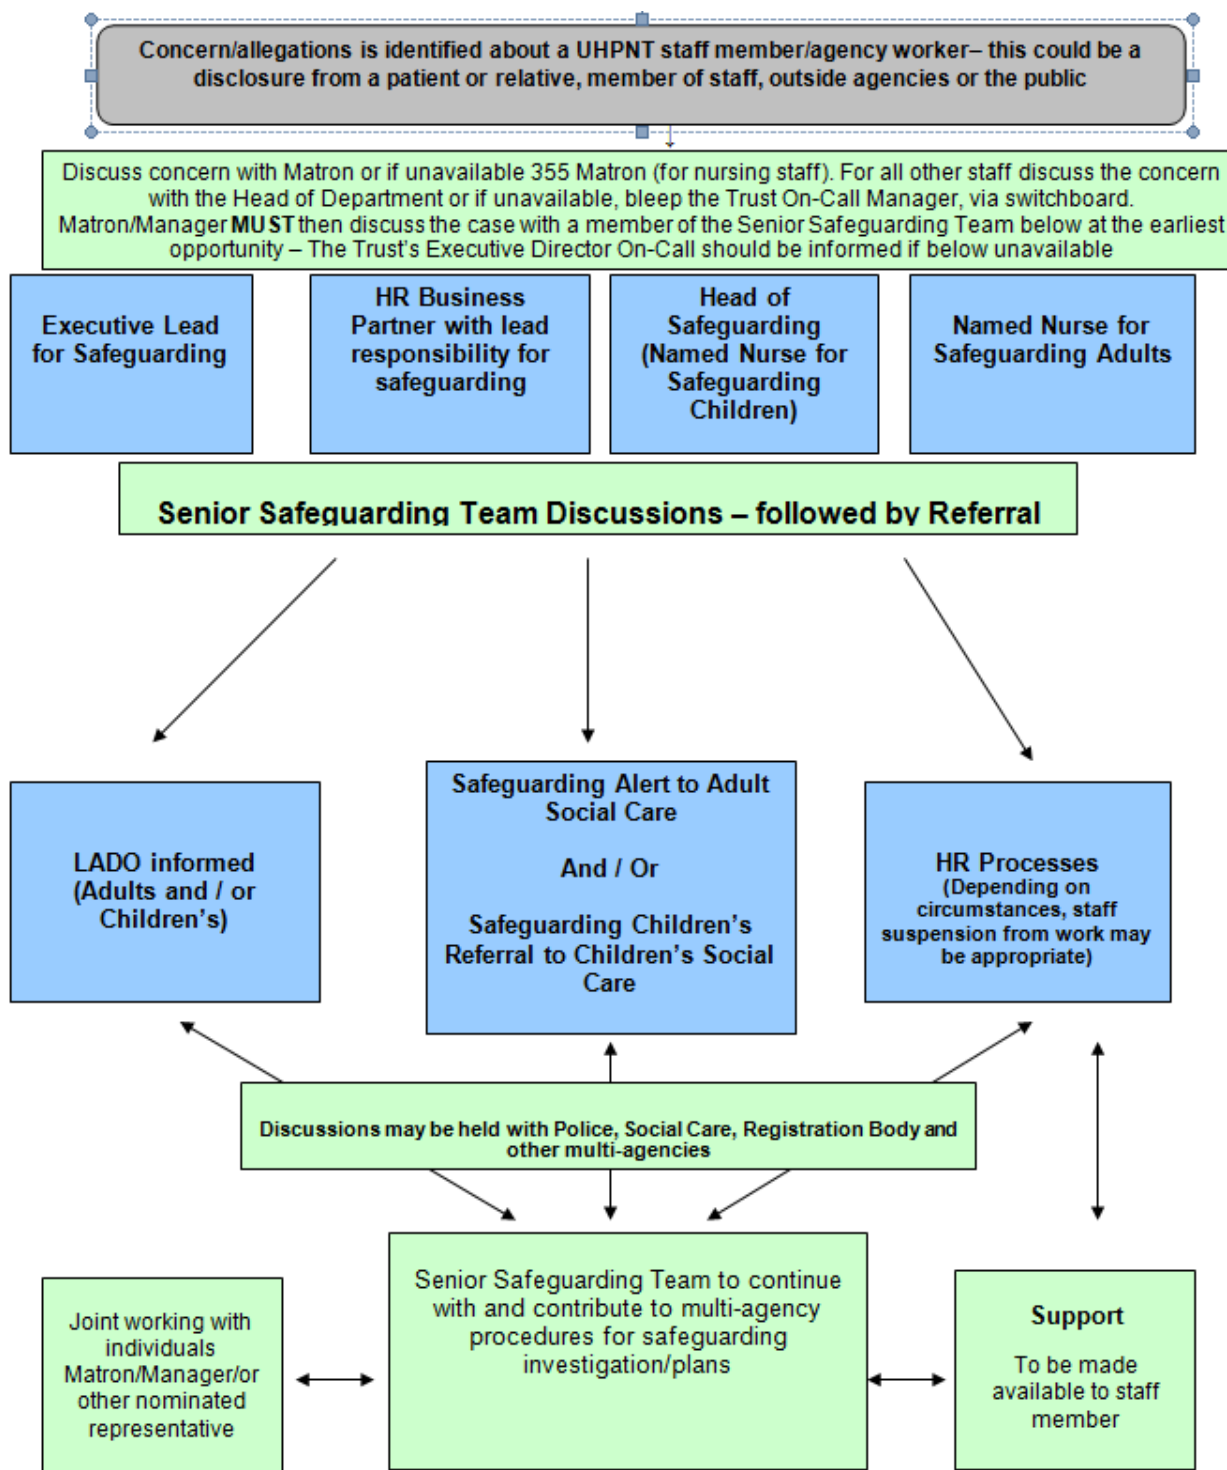 Concern/allegations is identified about a UHPNT staff member/agency worker– this could be a
disclosure from a patient or relative, member of staff, outside agencies or the public
Discuss concern with Matron or if unavailable 355 Matron (for nursing staff). For all other staff discuss the concern
with the Head of Department or if unavailable, bleep the Trust On-Call Manager, via switchboard.
Matron/Manager MUST then discuss the case with a member of the Senior Safeguarding Team below at the earliest
opportunity – The Trust's Executive Director On-Call should be informed if below unavailable
Executive Lead
for Safeguarding
HR Business
Partner with lead
responsibility for
safeguarding
Head of
Safeguarding
(Named Nurse for
Safeguarding
Children)
Named Nurse for
Safeguarding Adults
Senior Safeguarding Team Discussions – followed by Referral
LADO informed
(Adults and / or
Children's)
Safeguarding Alert to Adult
Social Care
And / Or
Safeguarding Children's
Referral to Children's Social
Care
HR Processes
(Depending on
circumstances, staff
suspension from work may
be appropriate)
Discussions may be held with Police, Social Care, Registration Body and
other multi-agencies
Joint working with
individuals
Matron/Manager/or
other nominated
representative
Senior Safeguarding Team to continue
with and contribute to multi-agency
procedures for safeguarding
investigation/plans
Support
To be made
available to staff
member